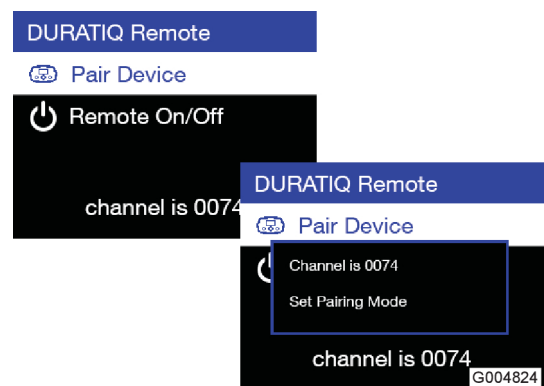 DURATIQ Remote
Pair Device
Remote On/Off
channel is 0074
DURATIQ Remote
Pair Device
Channel is 0074
Set Pairing Mode
channel is 0074
G004824